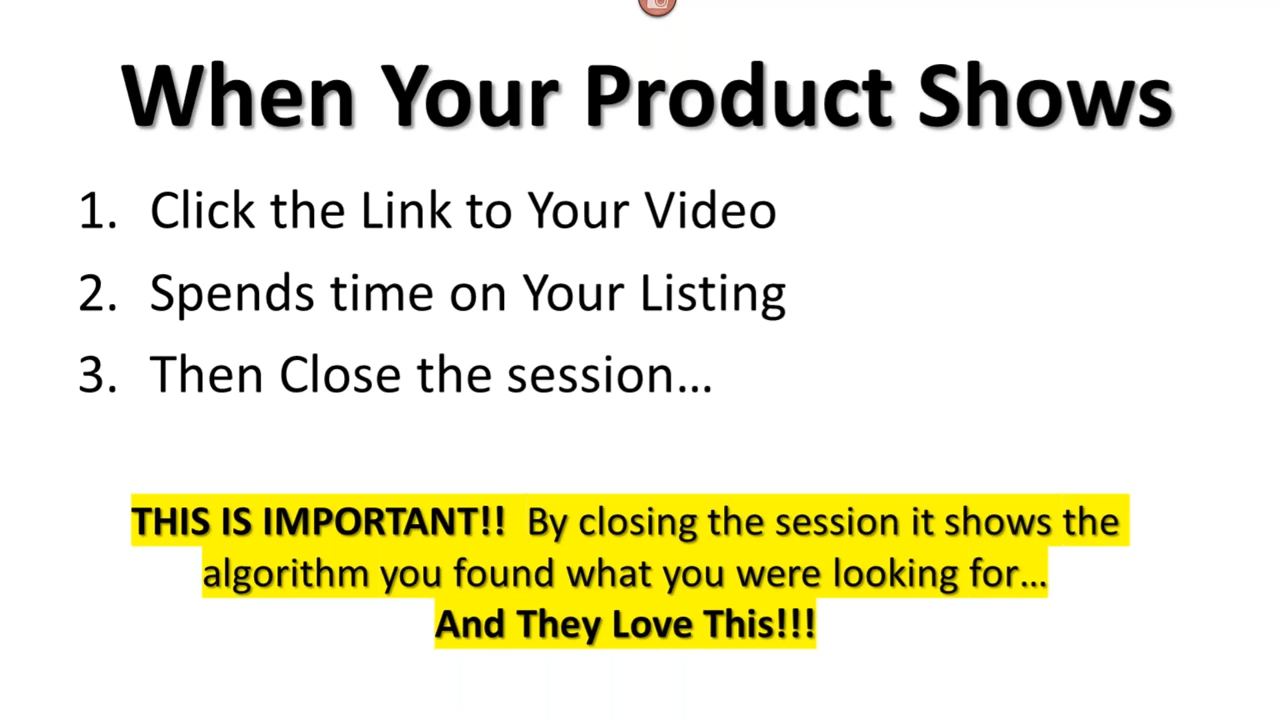 When Your Product Shows
1. Click the Link to Your Video
2. Spends time on Your Listing
3. Then Close the session...
THIS IS IMPORTANT!! By closing the session it shows the
algorithm you found what you were looking for...
And They Love This!!!